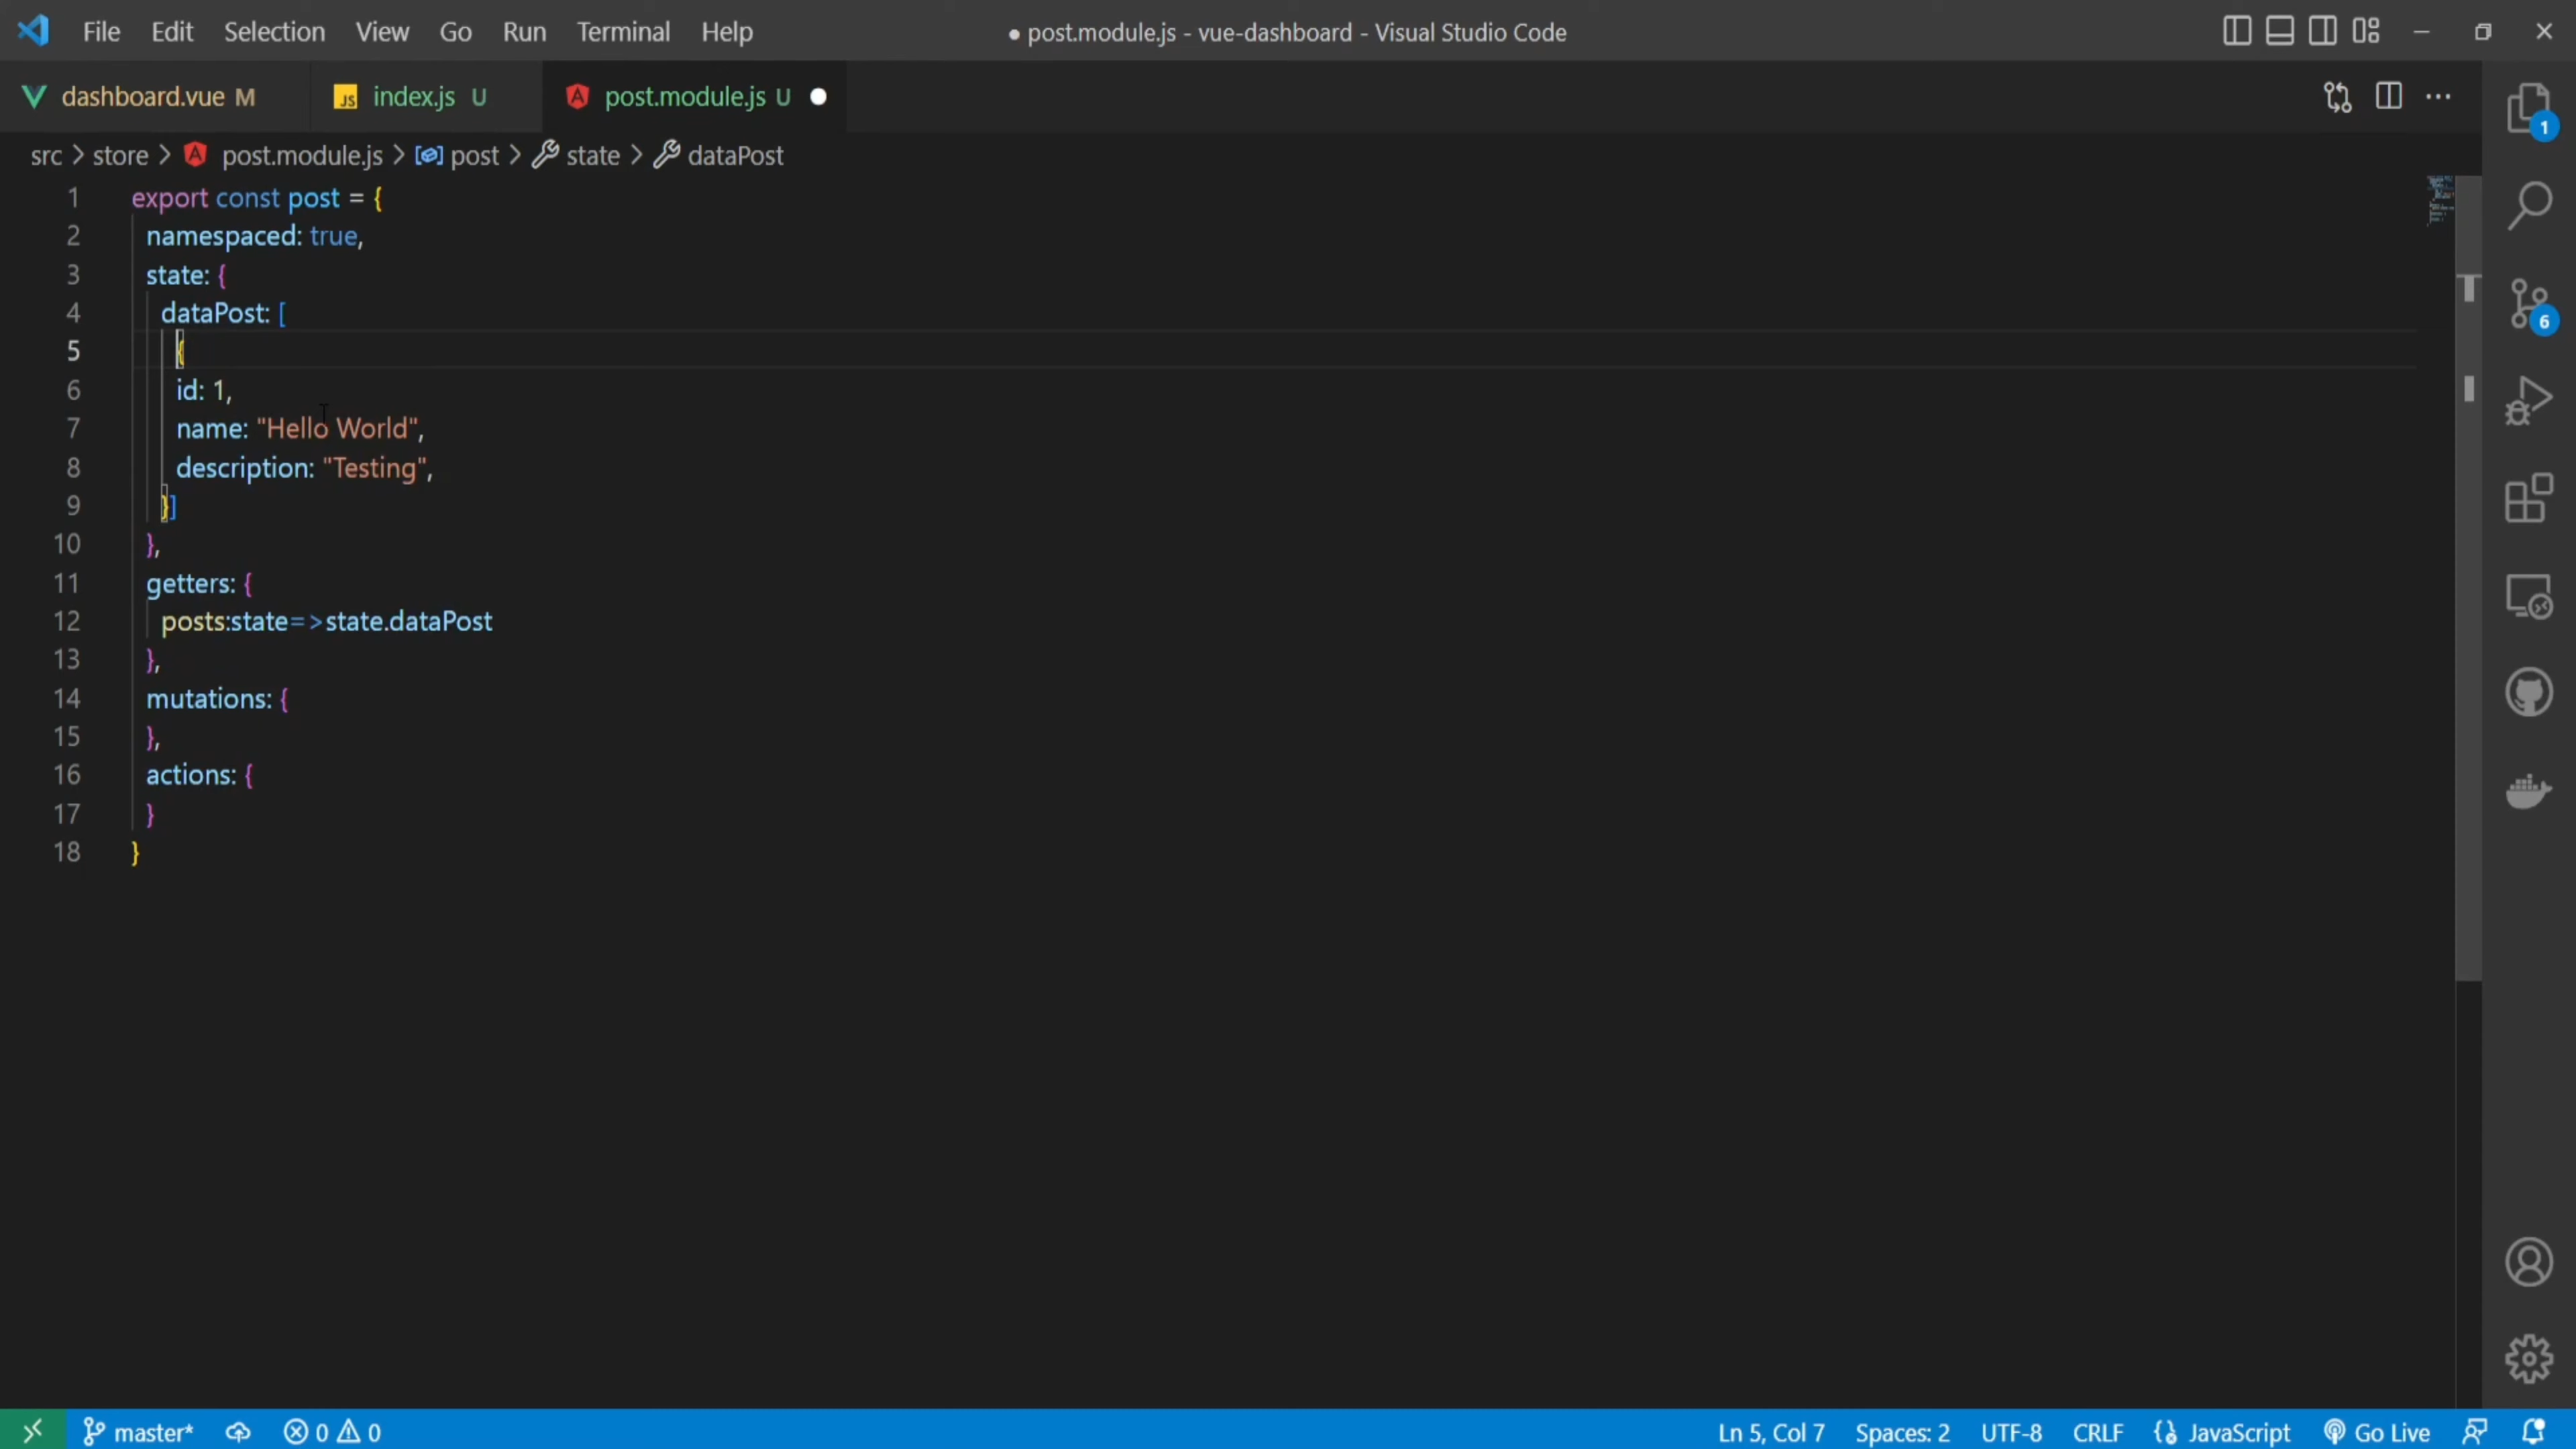 File Edit Selection View Go Run Terminal Help
● post.module.js - vue-dashboard - Visual Studio Code
dashboard.vue M
JS index.js U
post.module.js U
src > store > post.module.js > post > state > dataPost
1 export const post = {
2 namespaced: true,
3 state: {
4 dataPost: [
5 {
6 id: 1,
7 name: "Hello World",
8 description: "Testing",
9 }]
10 },
11 getters: {
12 posts:state=>state.dataPost
13 },
14 mutations: {
15 },
16 actions: {
17 }
18 }
1
6
master* 0 0
Ln 5, Col 7 Spaces: 2 UTF-8 CRLF JavaScript Go Live